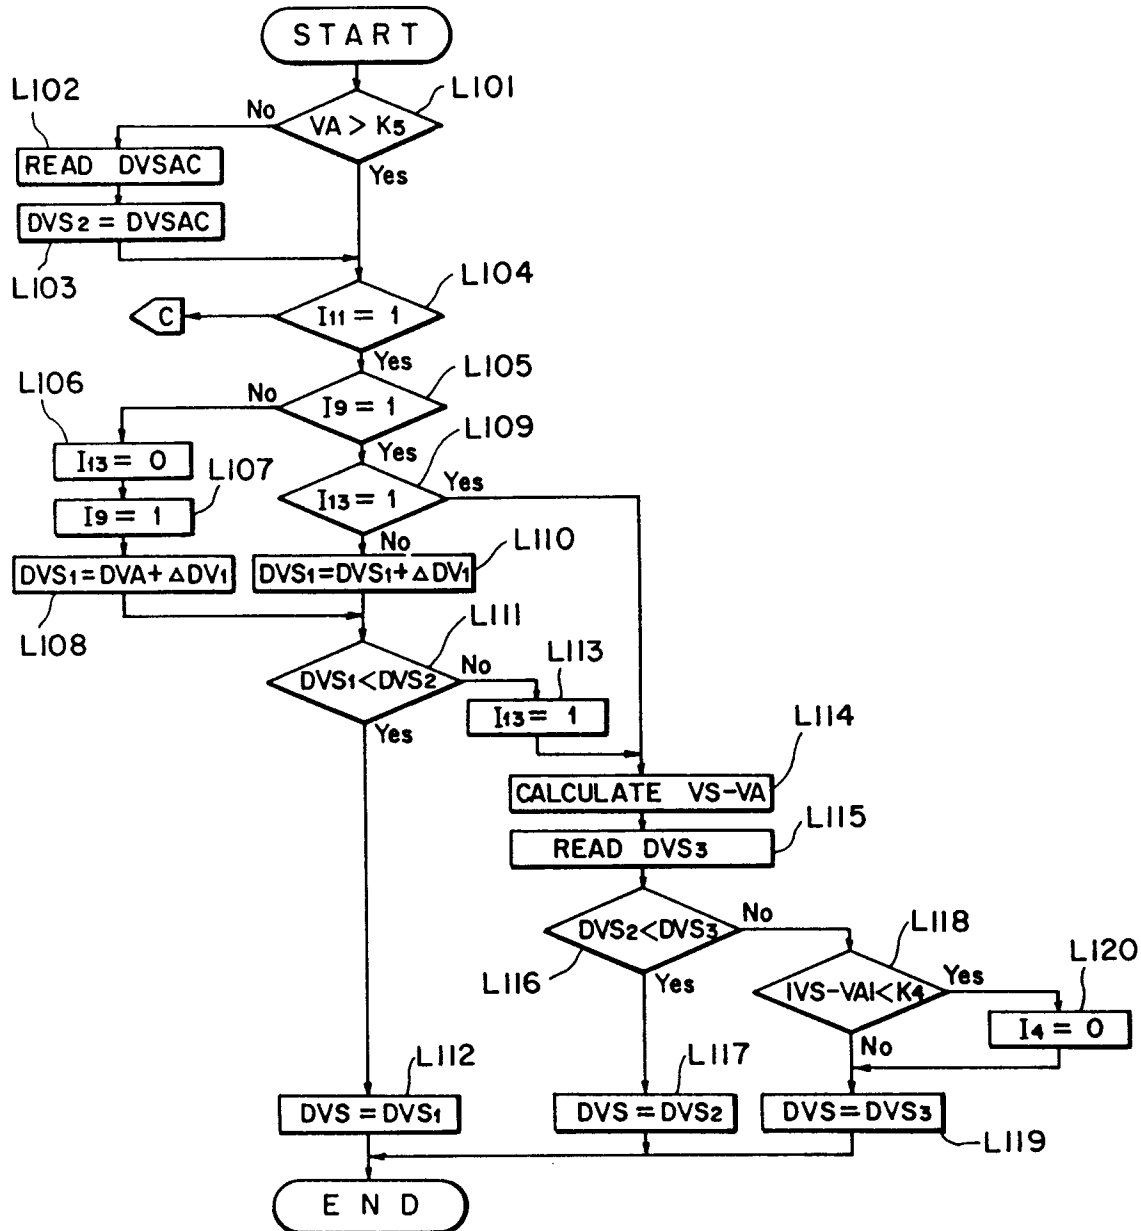 START
L101
L102
No
VA > K5
READ DVSAC
Yes
DVS2 = DVSAC
L103
L104
C
I11 = 1
Yes
L105
L106
No
I9 = 1
L109
Yes
I13 = 0
L107
Yes
I13 = 1
I9 = 1
No
L110
DVS1=DVA+ΔDV1
DVS1=DVS1+ΔDV1
L108
L111
L113
No
DVS1<DVS2
I13 = 1
Yes
L114
CALCULATE VS-VA
L115
READ DVS3
No
DVS2<DVS3
L118
L120
L116
Yes
Yes
|VS-VA|<K4
I4 = 0
No
L112
L117
DVS = DVS1
DVS = DVS2
DVS = DVS3
L119
END